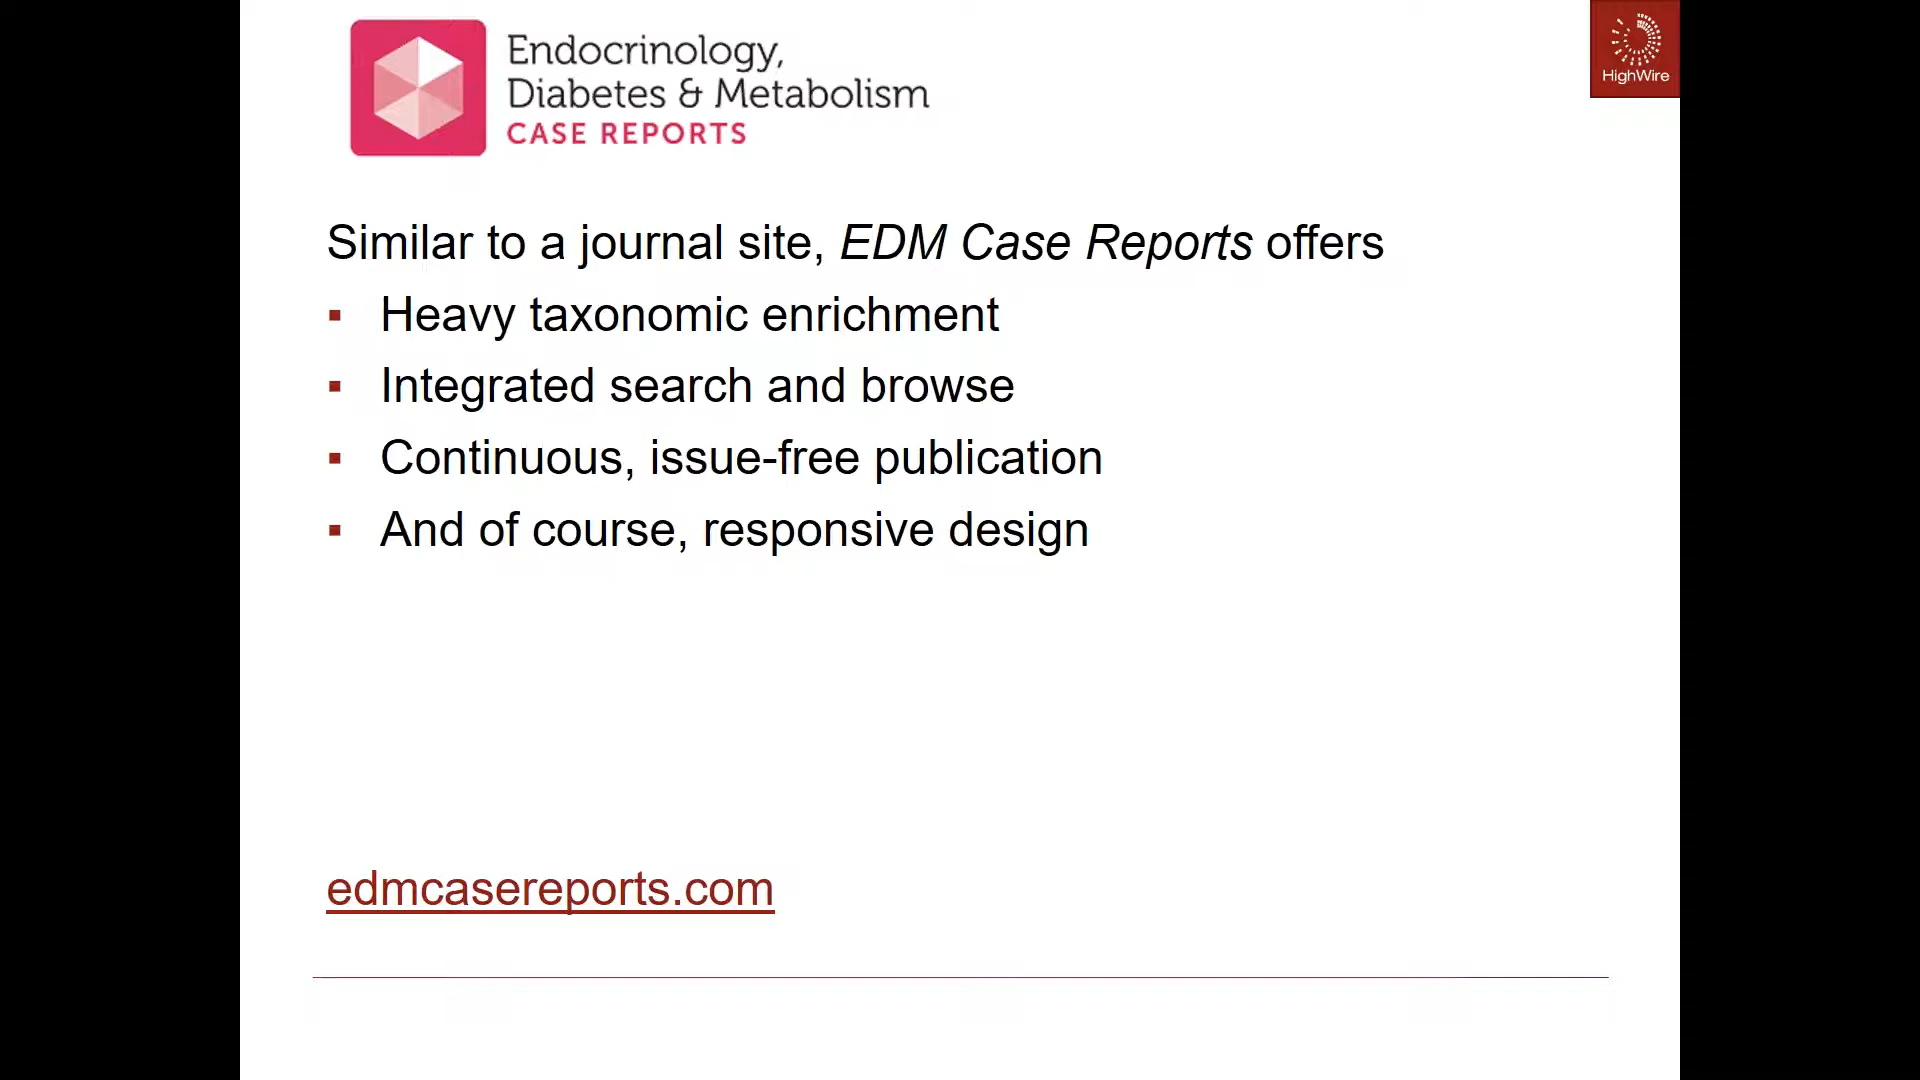 Endocrinology,
Diabetes & Metabolism
CASE REPORTS
HighWire
Similar to a journal site, EDM Case Reports offers
▪ Heavy taxonomic enrichment
▪ Integrated search and browse
▪ Continuous, issue-free publication
▪ And of course, responsive design
edmcasereports.com